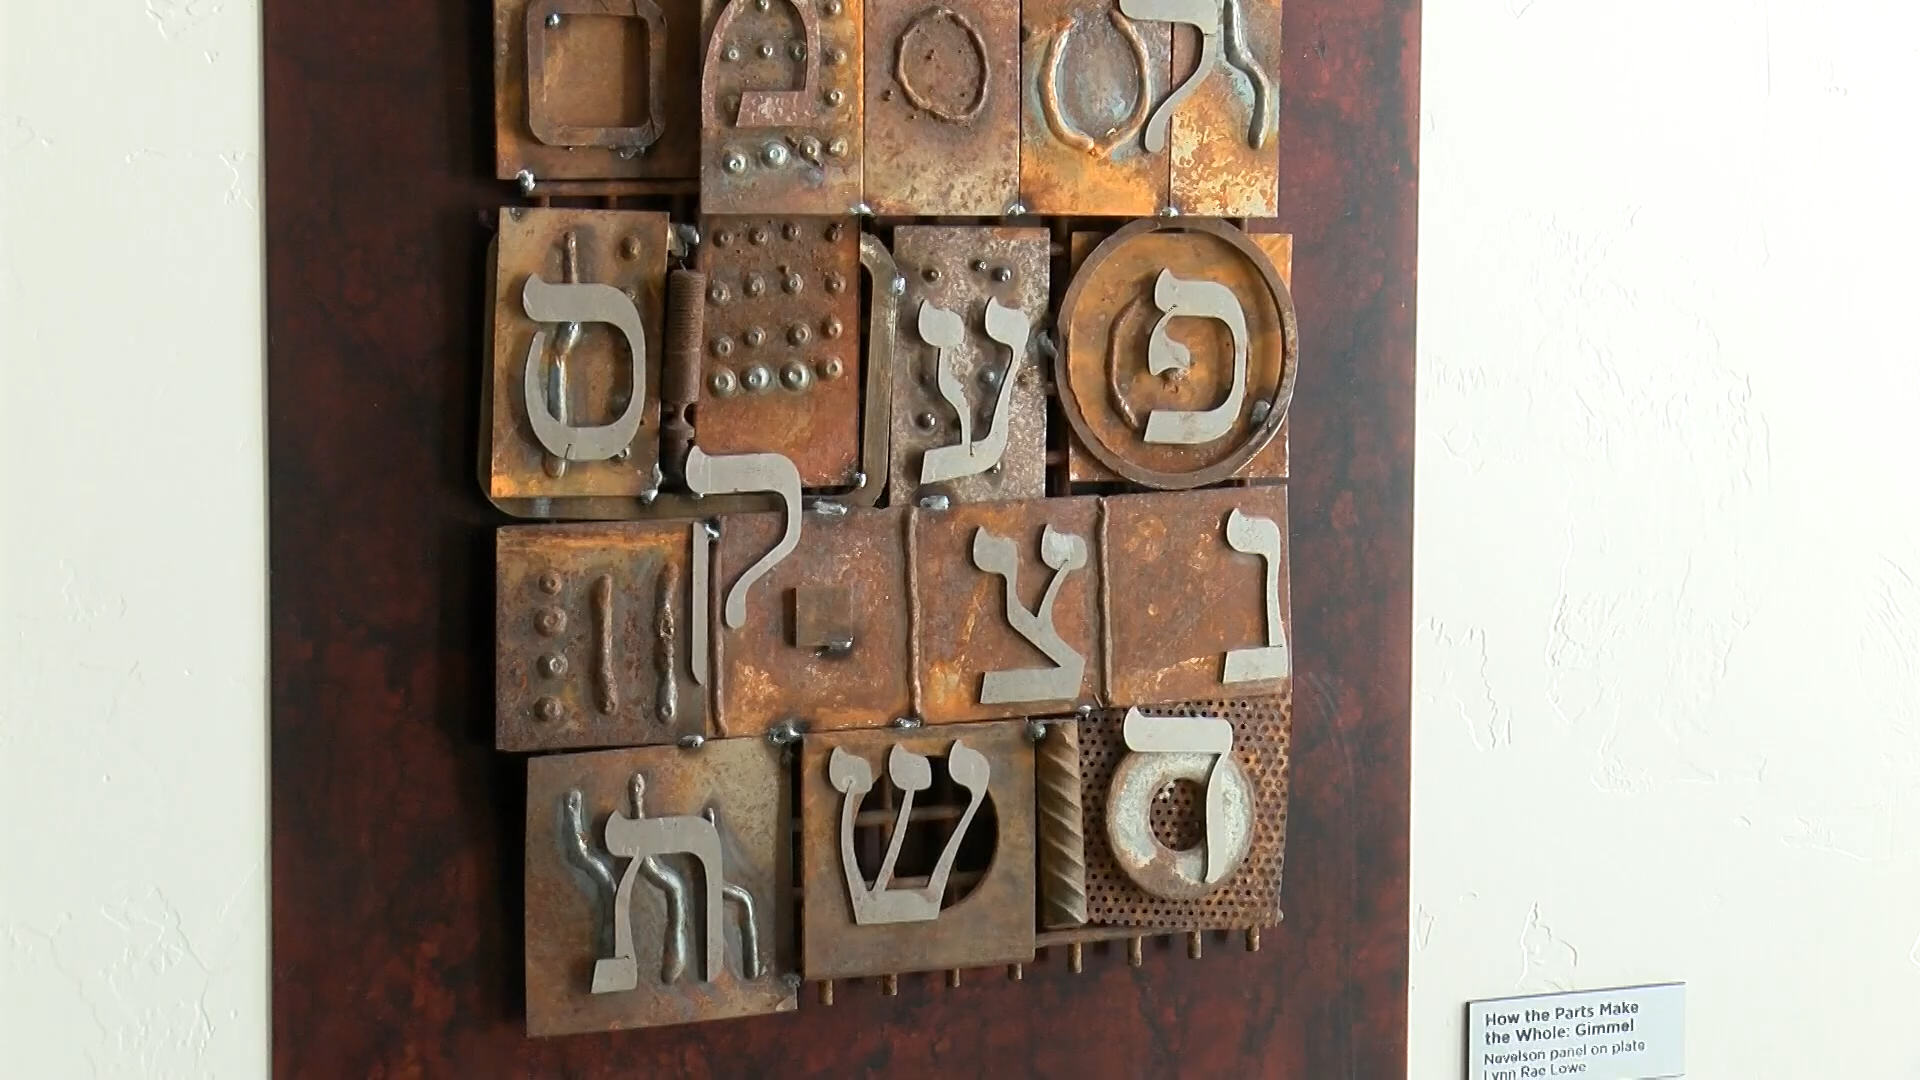 ל מ
פ ע ס
נ צ ק
ר ש ת
How the Parts Make
the Whole: Gimmel
Nevelson panel on plate
Lynn Rae Lowe